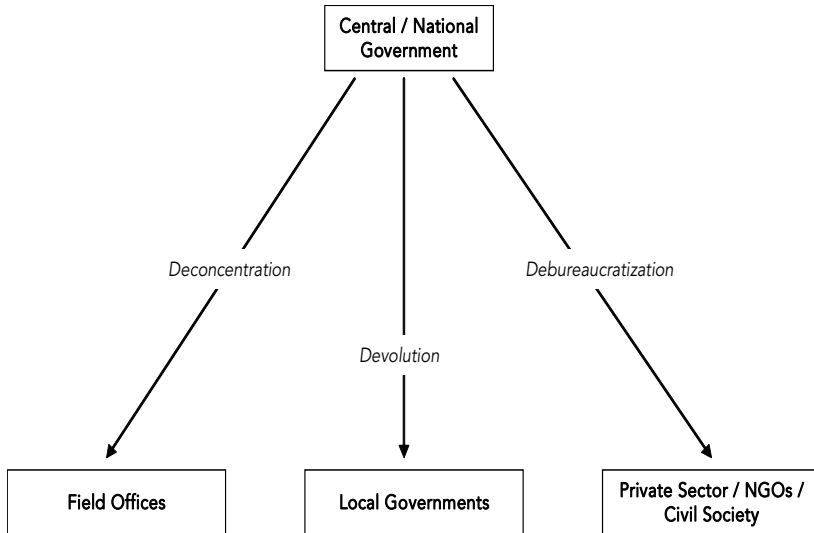 Central / National
Government
Deconcentration
Debureaucratization
Devolution
Field Offices
Local Governments
Private Sector / NGOs /
Civil Society